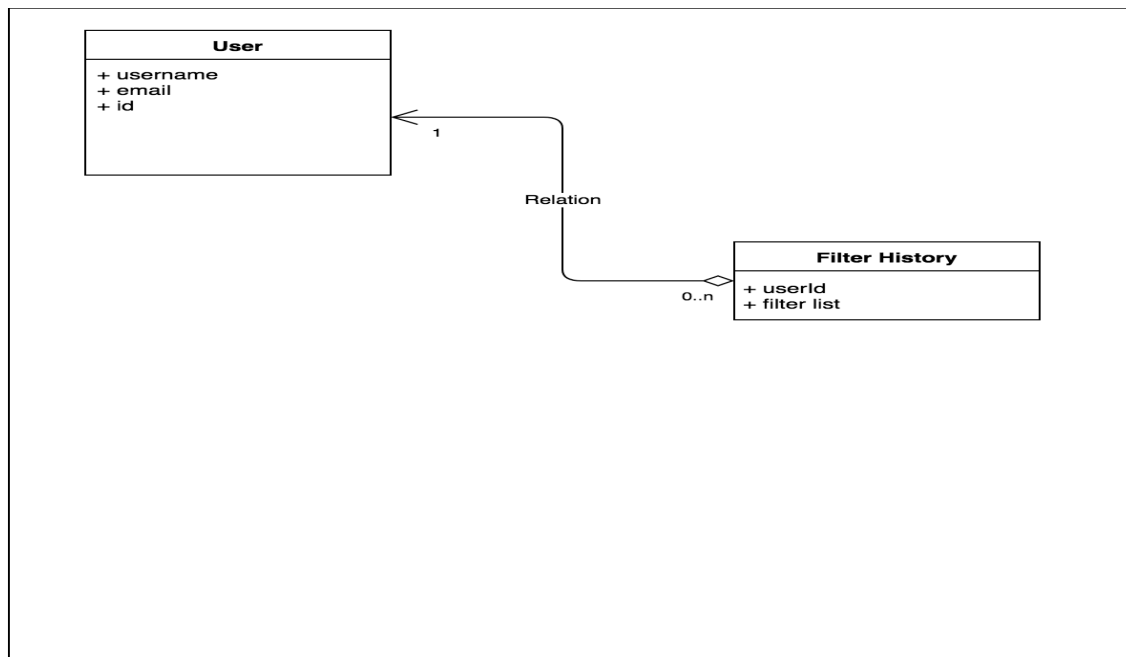 User
+ username
+ email
+ id
1
Relation
0..n
Filter History
+ userId
+ filter list